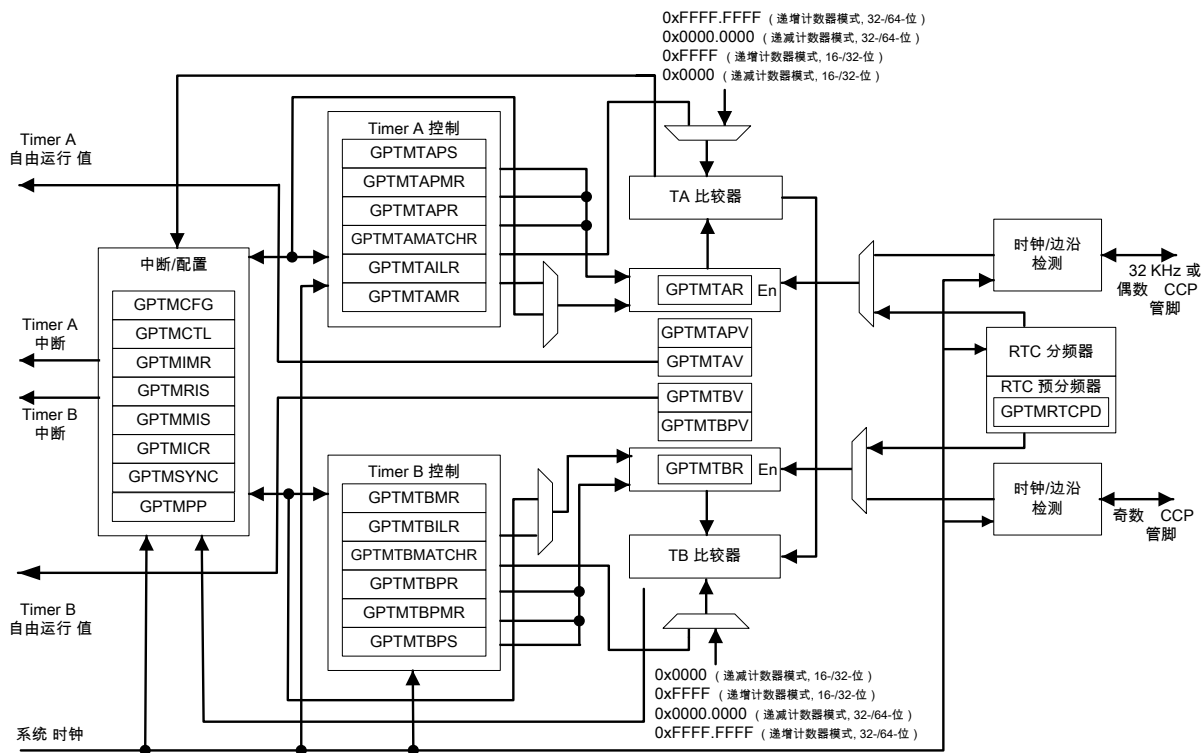 0xFFFF.FFFF （递增计数器模式, 32-/64-位）
0x0000.0000 （递减计数器模式, 32-/64-位）
0xFFFF （递增计数器模式, 16-/32-位）
0x0000 （递减计数器模式, 16-/32-位）
Timer A
自由运行 值
Timer A 控制
GPTMTAPS
GPTMTAPMR
GPTMTAPR
GPTMTAMATCHR
GPTMTAILR
GPTMTAMR
TA 比较器
GPTMTAR
En
GPTMTAPV
GPTMTAV
时钟/边沿
检测
32 KHz 或
偶数 CCP
管脚
中断/配置
GPTMCFG
GPTMCTL
GPTMIMR
GPTMRIS
GPTMMIS
GPTMICR
GPTMSYNC
GPTMPP
Timer A
中断
Timer B
中断
RTC 分频器
RTC 预分频器
GPTMRTCPD
GPTMTBV
GPTMTBPV
Timer B 控制
GPTMTBMR
GPTMTBILR
GPTMTBMATCHR
GPTMTBPR
GPTMTBPMR
GPTMTBPS
GPTMTBR
En
TB 比较器
时钟/边沿
检测
奇数 CCP
管脚
Timer B
自由运行 值
0x0000 （递减计数器模式, 16-/32-位）
0xFFFF （递增计数器模式, 16-/32-位）
0x0000.0000 （递减计数器模式, 32-/64-位）
0xFFFF.FFFF （递增计数器模式, 32-/64-位）
系统 时钟